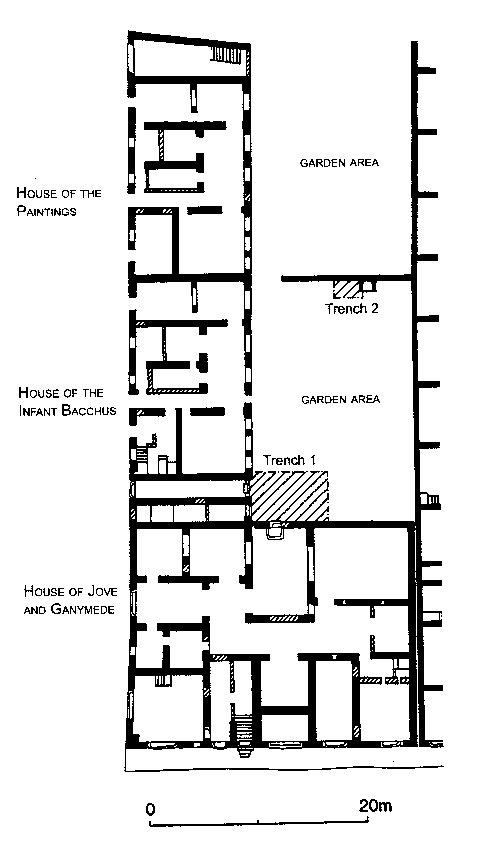 GARDEN AREA
HOUSE OF THE
PAINTINGS
Trench 2
HOUSE OF THE
INFANT BACCHUS
GARDEN AREA
Trench 1
HOUSE OF JOVE
AND GANYMEDE
0
20m